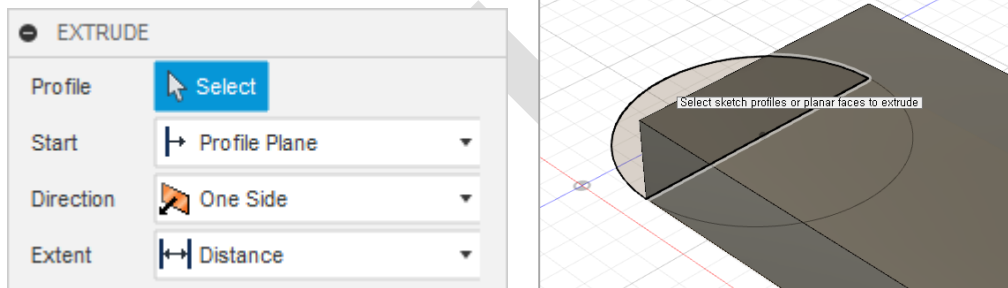 EXTRUDE
Profile Select
Start Profile Plane
Direction One Side
Extent Distance
Select sketch profiles or planar faces to extrude